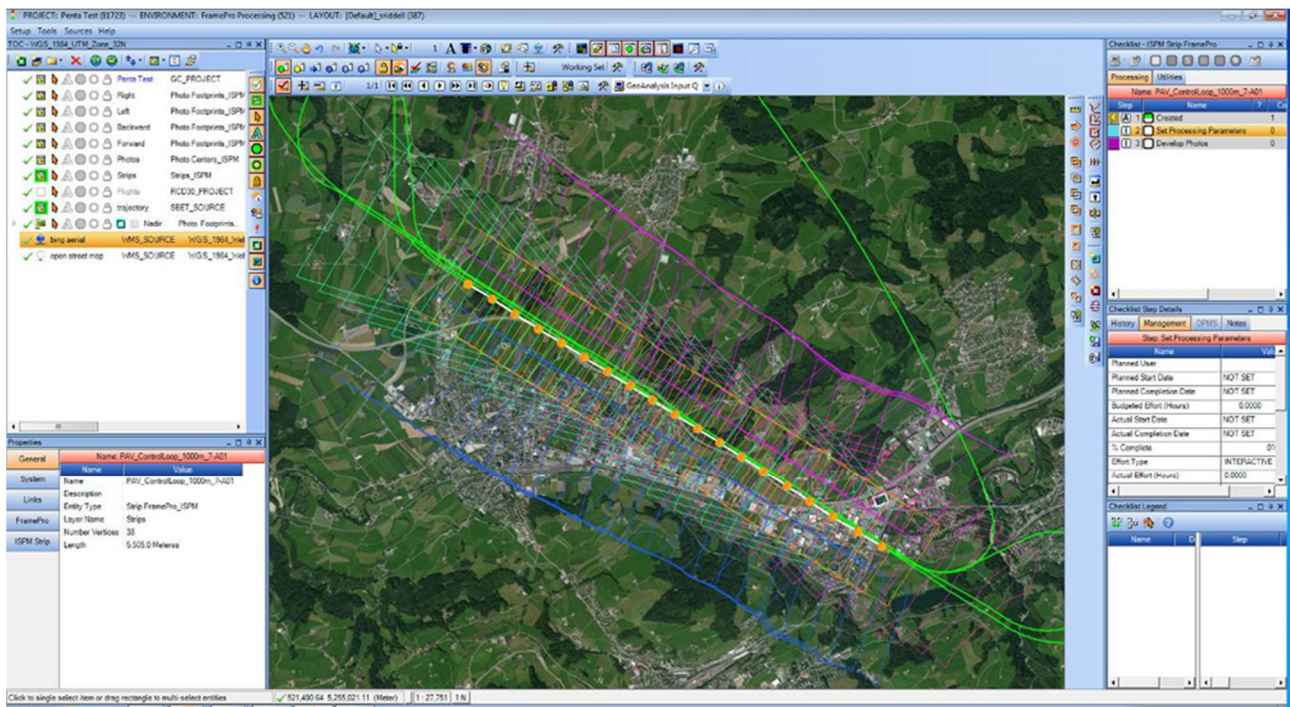 PROJECT: Penta Test (81723) -- ENVIRONMENT: FramePro Processing (521) -- LAYOUT: [Default]_sriddell (387)
Setup Tools Sources Help
TOC - WGS_1984_UTM_Zone_32N
Penta Test GC_PROJECT
Right Photo Footprints_ISPM
Left Photo Footprints_ISPM
Backward Photo Footprints_ISPM
Forward Photo Footprints_ISPM
Photos Photo Centers_ISPM
Strips Strips_ISPM
Flights RCD30_PROJECT
trajectory SBET_SOURCE
Nadir Photo Footprints...
bing aerial WMS_SOURCE WGS_1984_
open street map WMS_SOURCE WGS_1984_
Properties
General
System
Links
FramePro
ISPM Strip
Name: PAV_ControlLoop_1000m_7-A01
Name Value
Name PAV_ControlLoop_1000m_7-A01
Description
Entity Type Strip FramePro_ISPM
Layer Name Strips
Number Vertices 38
Length 5,505.0 Meterss
1 A
Working Set
1/1
GeoAnalysis Input Q
Checklist - ISPM Strip FramePro
Processing Utilities
Name: PAV_ControlLoop_1000m_7-A01
Step Name ? Co
A 1 Created 1
I 2 Set Processing Parameters 0
I 3 Develop Photos 0
Checklist Step Details
History Management DPMS Notes
Step: Set Processing Parameters
Name Valu
Planned User
Planned Start Date NOT SET
Planned Completion Date NOT SET
Budgeted Effort (Hours) 0.0000
Actual Start Date NOT SET
Actual Completion Date NOT SET
% Complete 0
Effort Type INTERACTIVE
Actual Effort (Hours) 0.0000
Checklist Legend
Name D Step
Click to single select item or drag rectangle to multi-select entities
521,490.64 5,255,021.11 (Meter) 1 : 27,751 1:N